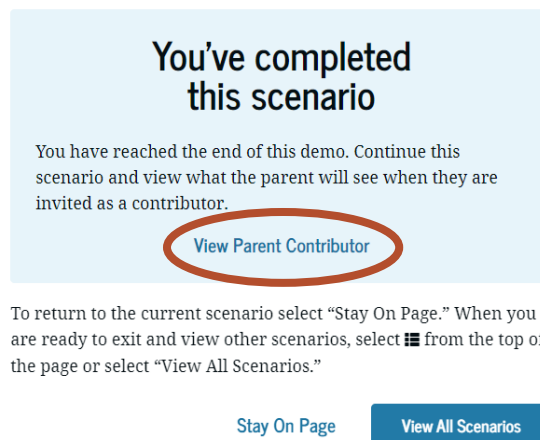 You've completed
this scenario
You have reached the end of this demo. Continue this
scenario and view what the parent will see when they are
invited as a contributor.
View Parent Contributor
To return to the current scenario select “Stay On Page.” When you
are ready to exit and view other scenarios, select from the top of
the page or select “View All Scenarios.”
Stay On Page
View All Scenarios